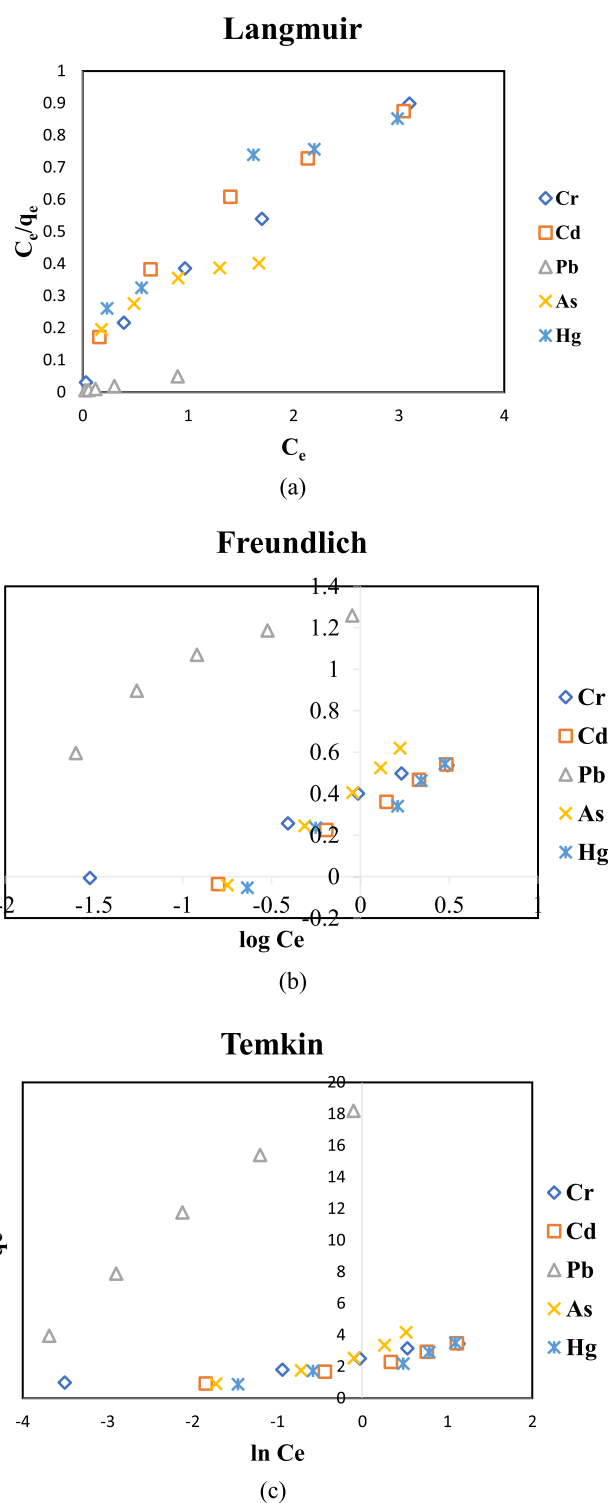 Langmuir
1
0.9
0.8
0.7
0.6
0.5
0.4
0.3
0.2
0.1
0
Ce/qe
0 1 2 3 4
Ce
Cr
Cd
Pb
As
Hg
(a)
Freundlich
1.4
1.2
1
0.8
0.6
0.4
0.2
0
-0.2
-2 -1.5 -1 -0.5 0 0.5 1
log Ce
Cr
Cd
Pb
As
Hg
(b)
Temkin
20
18
16
14
12
10
8
6
4
2
0
-4 -3 -2 -1 0 1 2
ln Ce
Cr
Cd
Pb
As
Hg
(c)